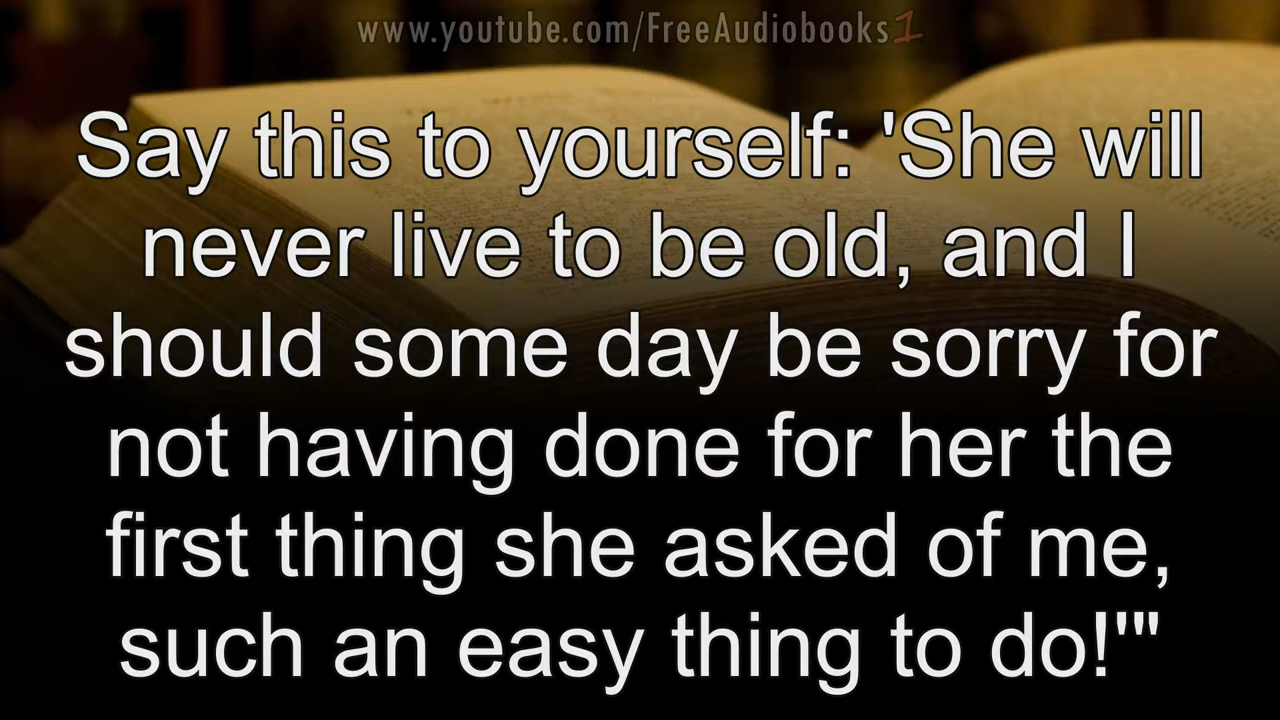 www.youtube.com/FreeAudiobooks1
Say this to yourself: 'She will
never live to be old, and I
should some day be sorry for
not having done for her the
first thing she asked of me,
such an easy thing to do!'"